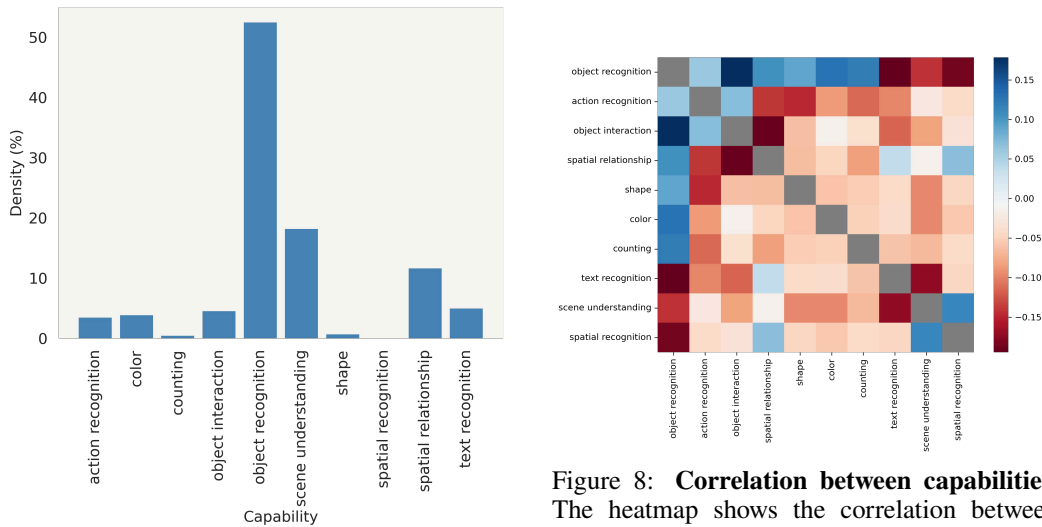 50
40
30
20
10
0
Density (%)
action recognition
color
counting
object interaction
object recognition
scene understanding
shape
spatial recognition
spatial relationship
text recognition
Capability
object recognition
action recognition
object interaction
spatial relationship
shape
color
counting
text recognition
scene understanding
spatial recognition
object recognition
action recognition
object interaction
spatial relationship
shape
color
counting
text recognition
scene understanding
spatial recognition
0.15
0.10
0.05
0.00
−0.05
−0.10
−0.15
Figure 8: Correlation between capabilitie
The heatmap shows the correlation betwee